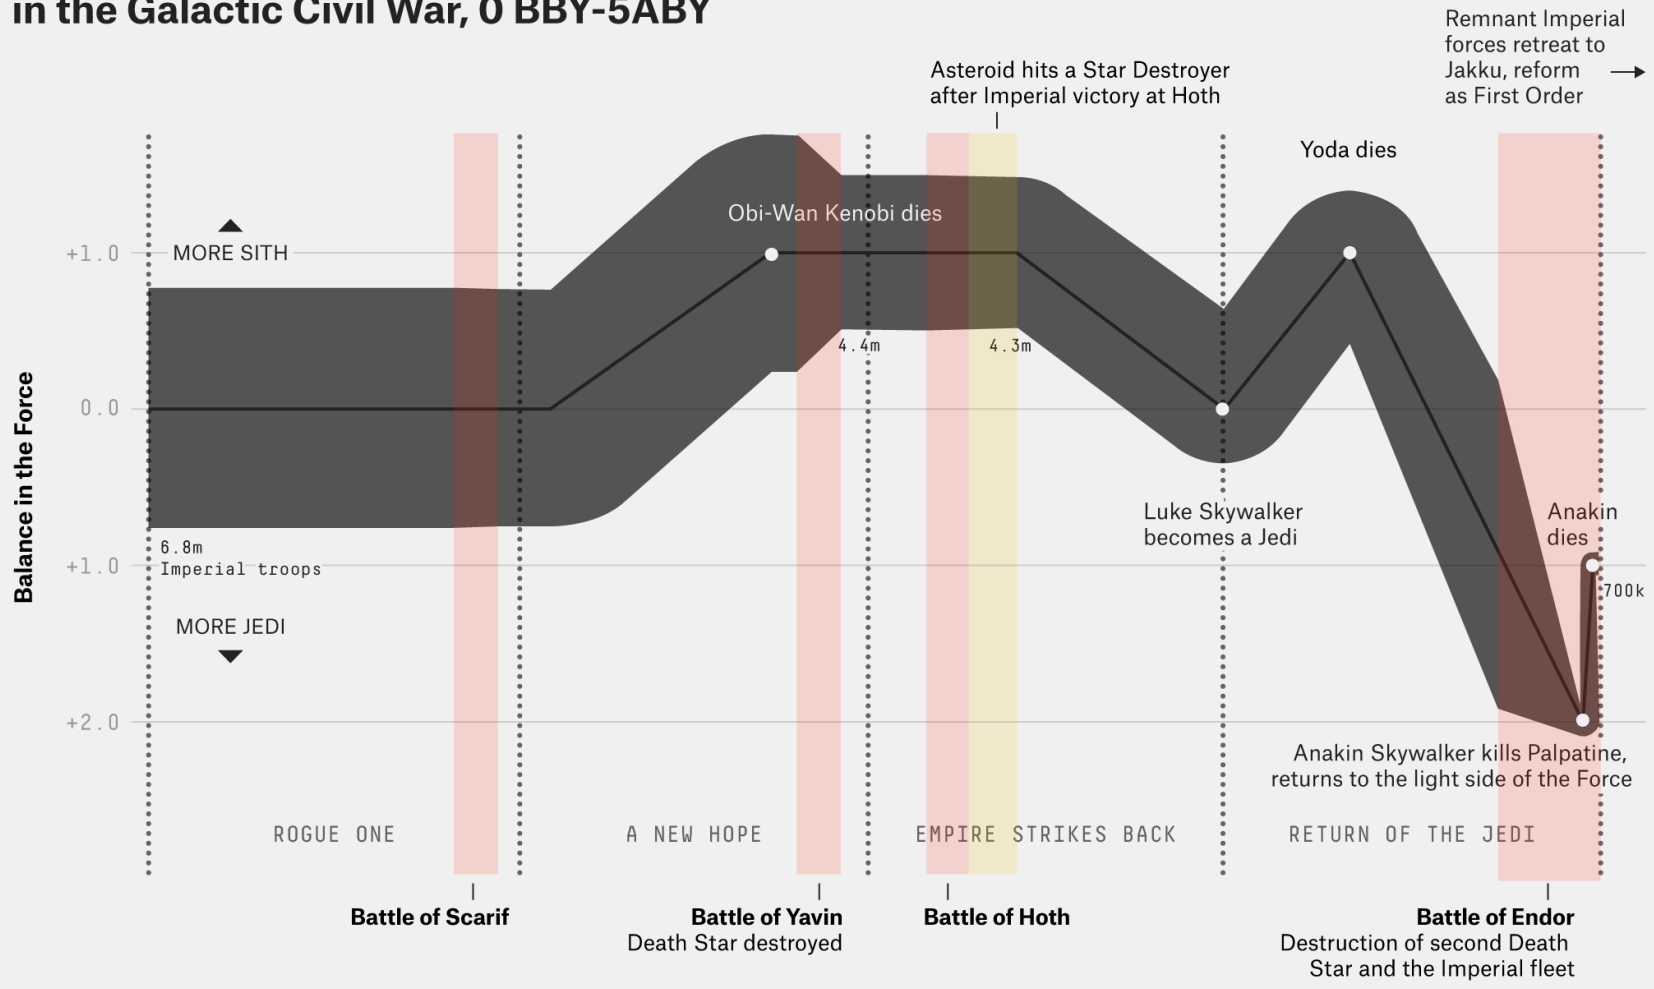 in the Galactic Civil War, 0 BBY-5ABY
Remnant Imperial
forces retreat to
Jakku, reform
as First Order
Asteroid hits a Star Destroyer
after Imperial victory at Hoth
Yoda dies
Obi-Wan Kenobi dies
+1.0
MORE SITH
4.4m
4.3m
0.0
Balance in the Force
Luke Skywalker
becomes a Jedi
Anakin
dies
6.8m
Imperial troops
+1.0
700k
MORE JEDI
+2.0
Anakin Skywalker kills Palpatine,
returns to the light side of the Force
ROGUE ONE
A NEW HOPE
EMPIRE STRIKES BACK
RETURN OF THE JEDI
Battle of Scarif
Battle of Yavin
Death Star destroyed
Battle of Hoth
Battle of Endor
Destruction of second Death
Star and the Imperial fleet